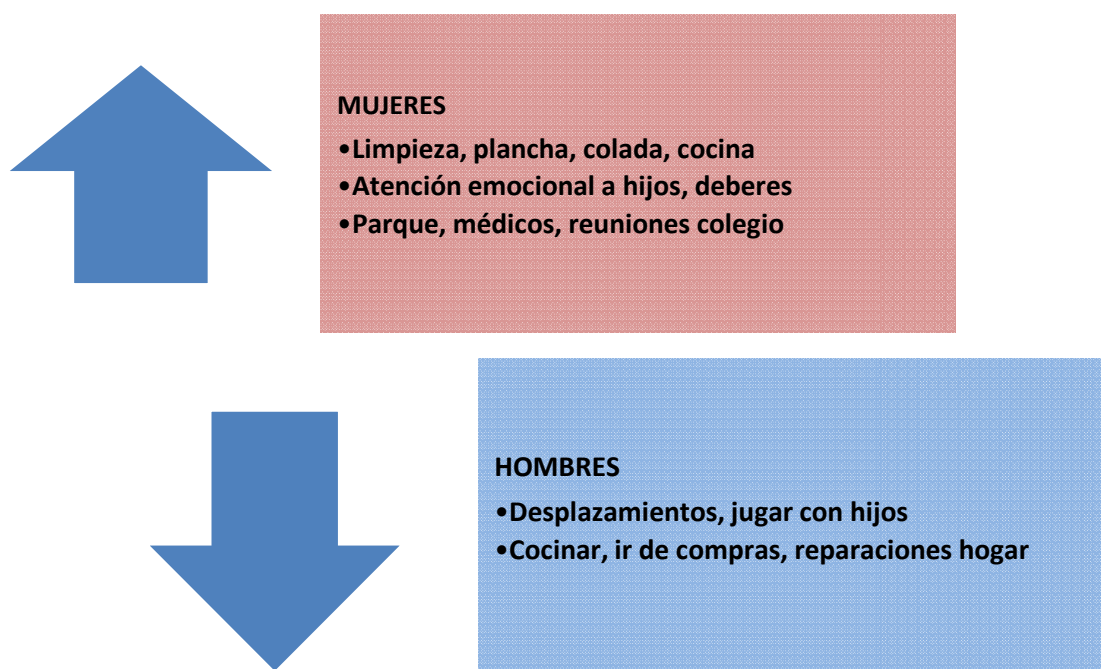 MUJERES
•Limpieza, plancha, colada, cocina
•Atención emocional a hijos, deberes
•Parque, médicos, reuniones colegio
HOMBRES
•Desplazamientos, jugar con hijos
•Cocinar, ir de compras, reparaciones hogar